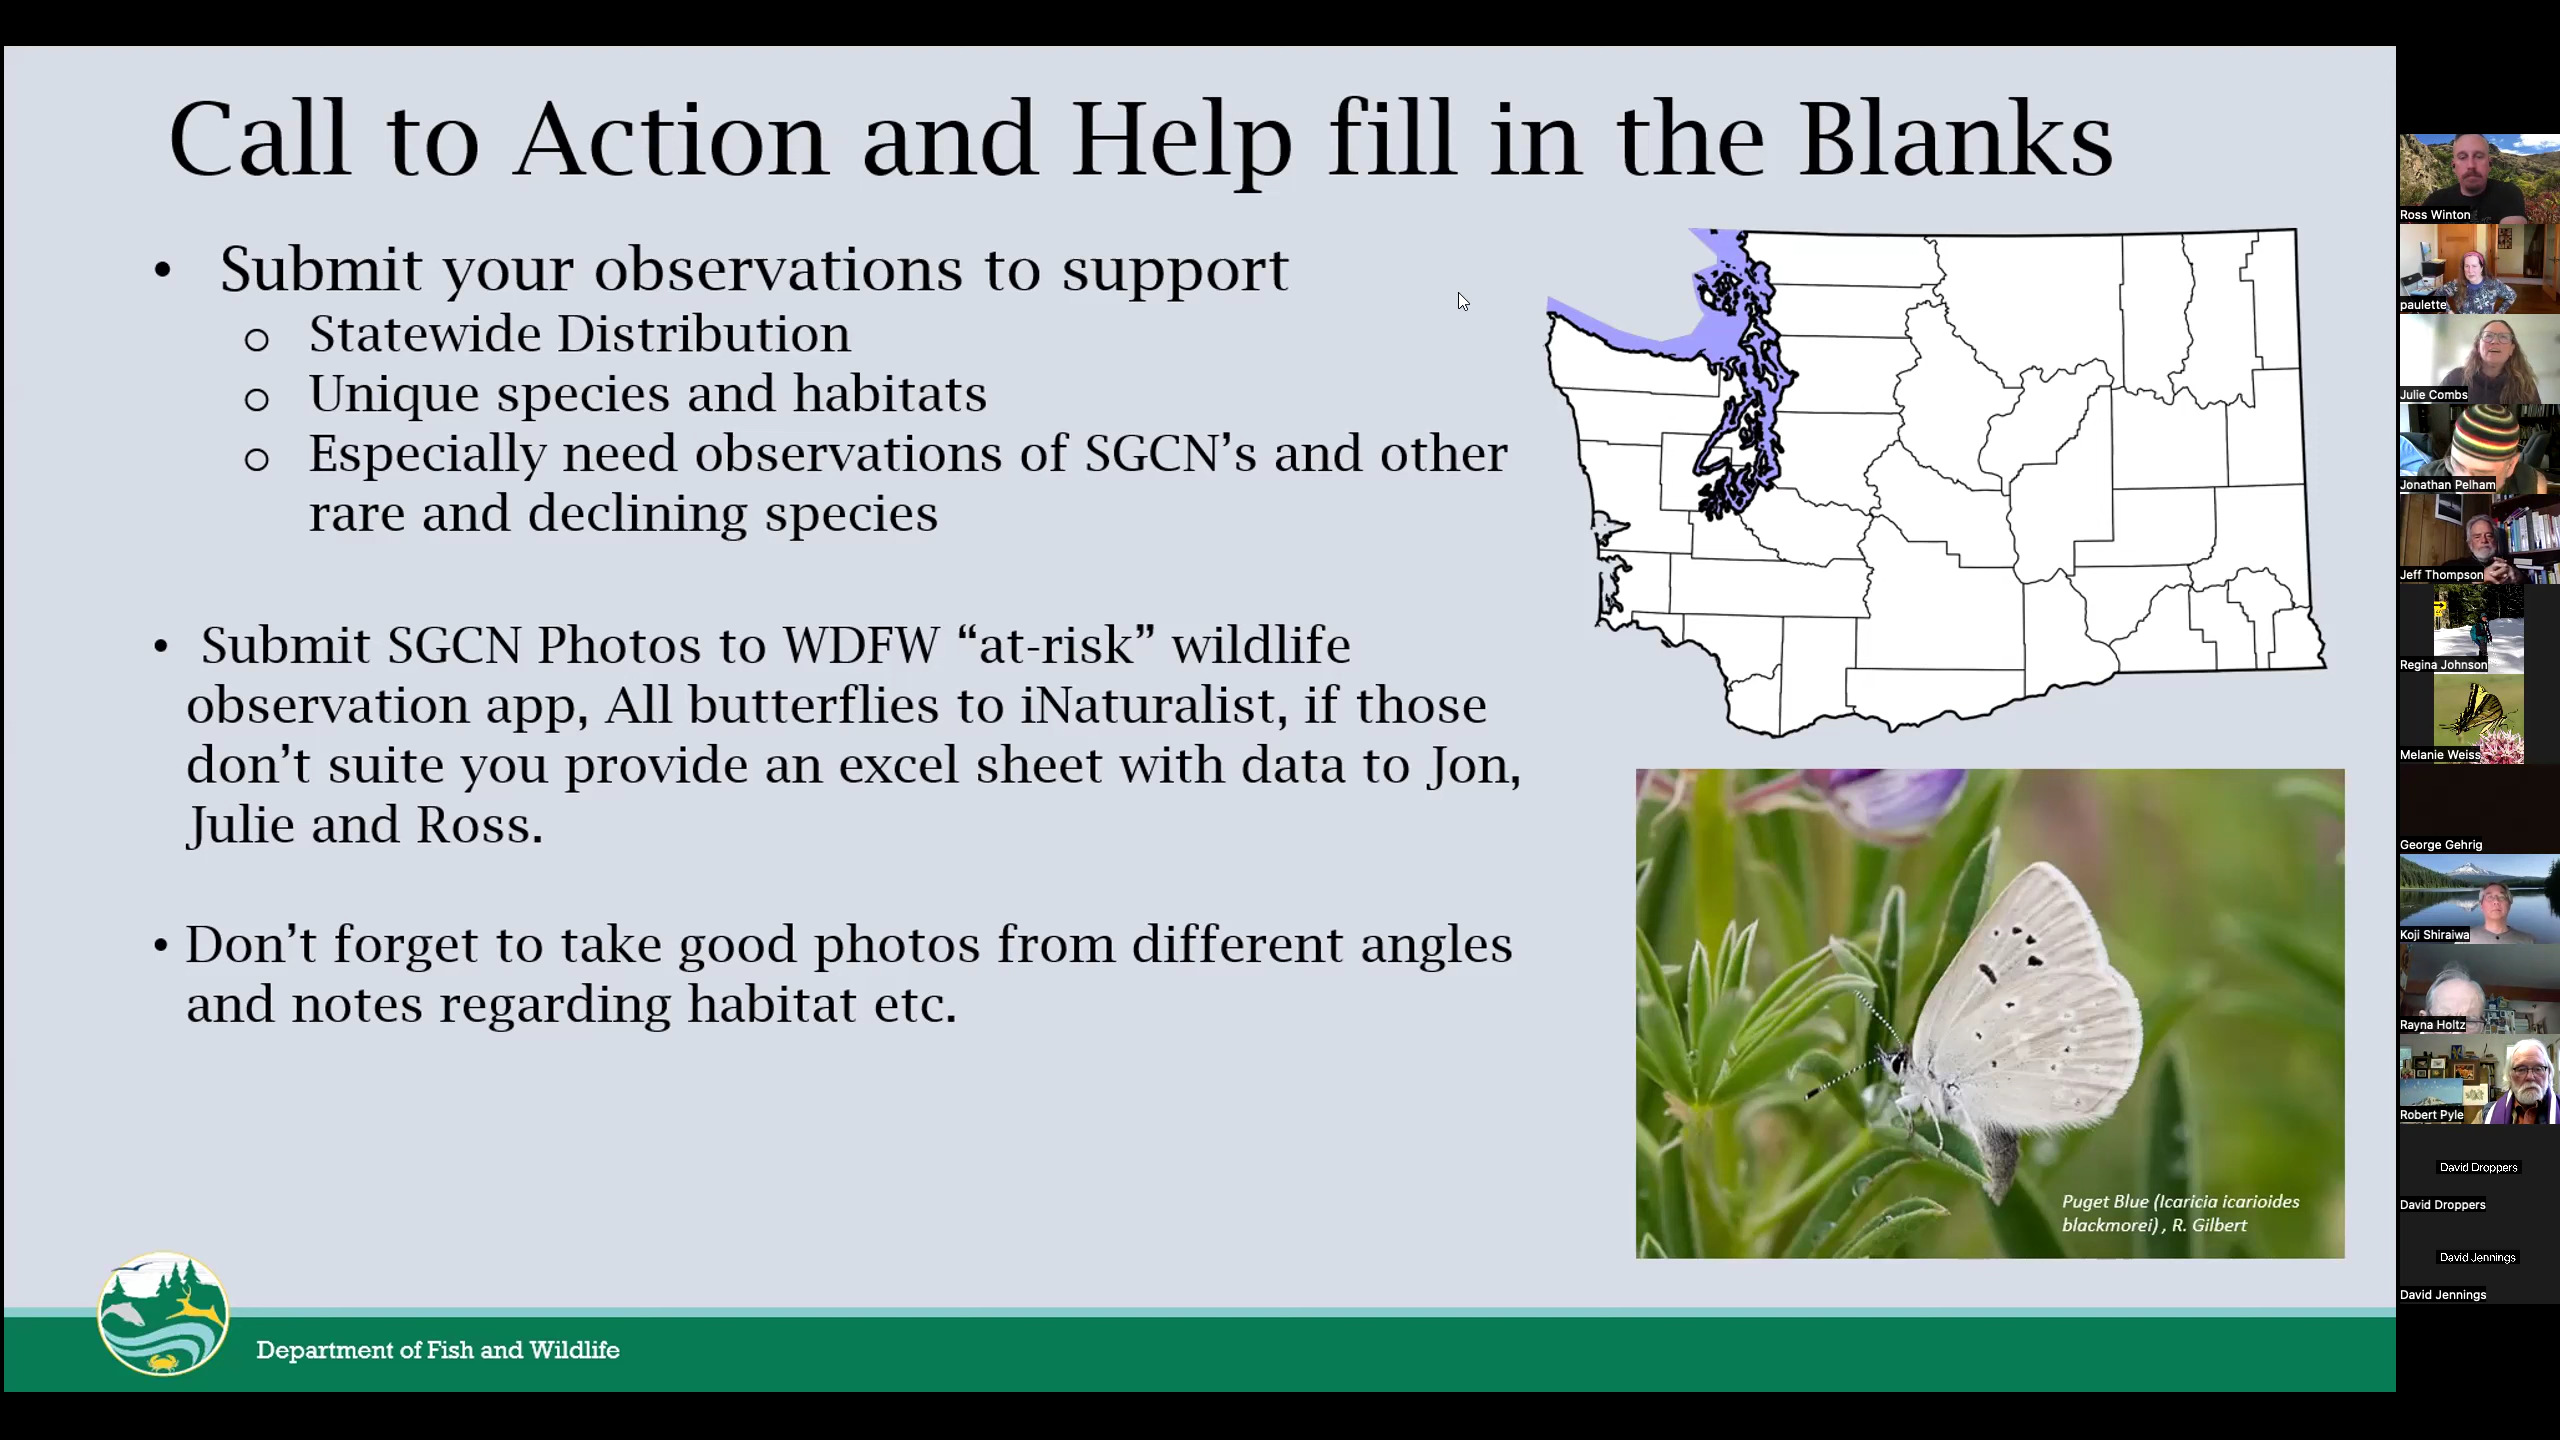 Call to Action and Help fill in the Blanks
• Submit your observations to support
o Statewide Distribution
o Unique species and habitats
o Especially need observations of SGCN’s and other
rare and declining species
• Submit SGCN Photos to WDFW “at-risk” wildlife
observation app, All butterflies to iNaturalist, if those
don’t suite you provide an excel sheet with data to Jon,
Julie and Ross.
• Don’t forget to take good photos from different angles
and notes regarding habitat etc.
Puget Blue (Icaricia icarioides
blackmorei) , R. Gilbert
Department of Fish and Wildlife
Ross Winton
paulette
Julie Combs
Jonathan Pelham
Jeff Thompson
Regina Johnson
Melanie Weiss
George Gehrig
Koji Shiraiwa
Rayna Holtz
Robert Pyle
David Droppers
David Droppers
David Jennings
David Jennings